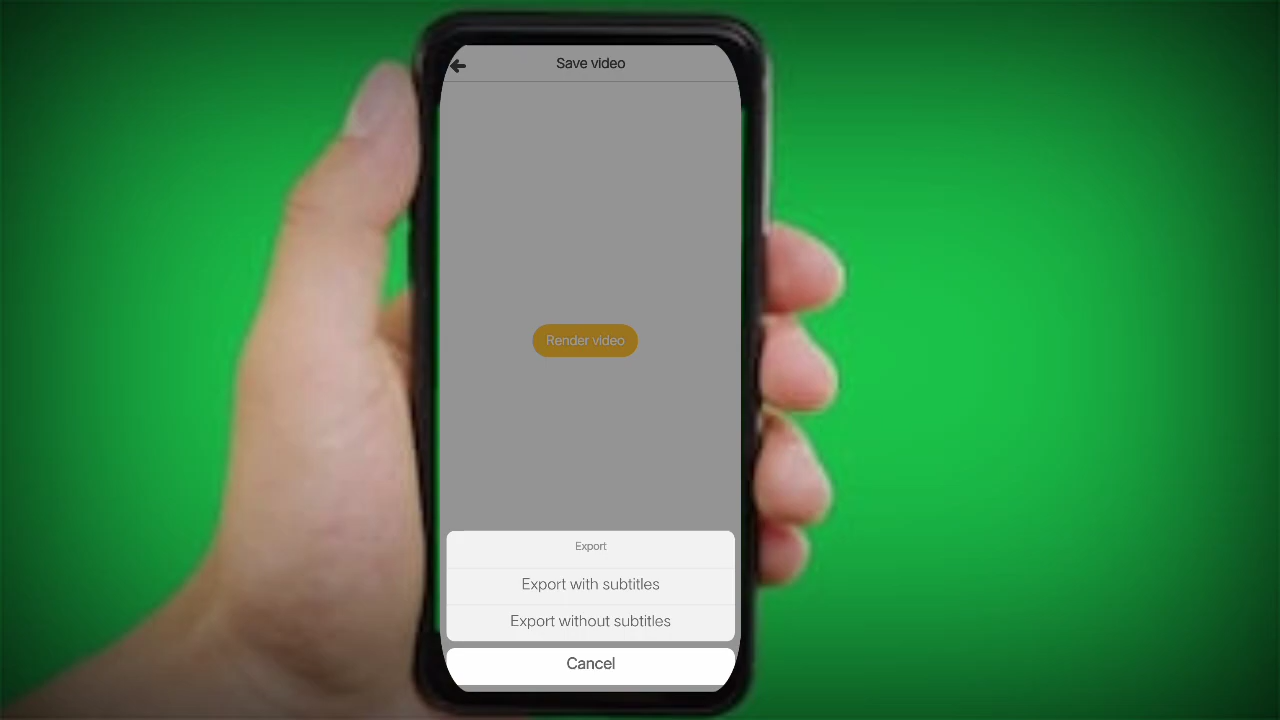 Save video
Render video
Export
Export with subtitles
Export without subtitles
Cancel